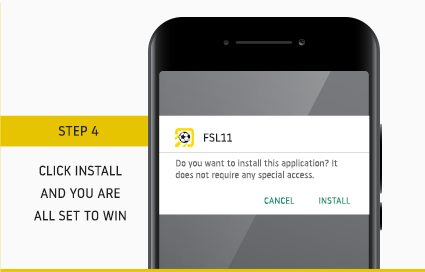 STEP 4
CLICK INSTALL
AND YOU ARE
ALL SET TO WIN
FSL11
Do you want to install this application? It
does not require any special access.
CANCEL INSTALL